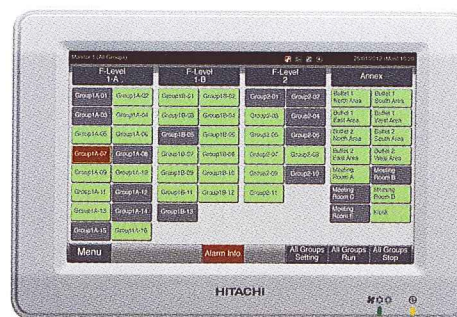 Monitor 1 (All Groups) 25/01/2012 (Mon) 10:20
F-Level 1-A
F-Level 1-B
F-Level 2
Annex
Group1A-01 Group1A-02 Group1B-01 Group1B-02 Group2-01 Group2-02 Buffet 1 North Area Buffet 1 South Area
Group1A-03 Group1A-04 Group1B-03 Group1B-04 Group2-03 Group2-04 Buffet 1 East Area Buffet 1 West Area
Group1A-05 Group1A-06 Group1B-05 Group1B-06 Group2-05 Group2-06 Buffet 2 North Area Buffet 2 South Area
Group1A-07 Group1A-08 Group1B-07 Group1B-08 Group2-07 Group2-08 Buffet 2 East Area Buffet 2 West Area
Group1A-09 Group1A-10 Group1B-09 Group1B-10 Group2-09 Group2-10 Meeting Room A Meeting Room B
Group1A-11 Group1A-12 Group1B-11 Group1B-12 Group2-11 Meeting Room C Meeting Room D
Group1A-13 Group1A-14 Group1B-13 Meeting Room E Kiosk
Group1A-15 Group1A-16
Menu Alarm Info. All Groups Setting All Groups Run All Groups Stop
HITACHI